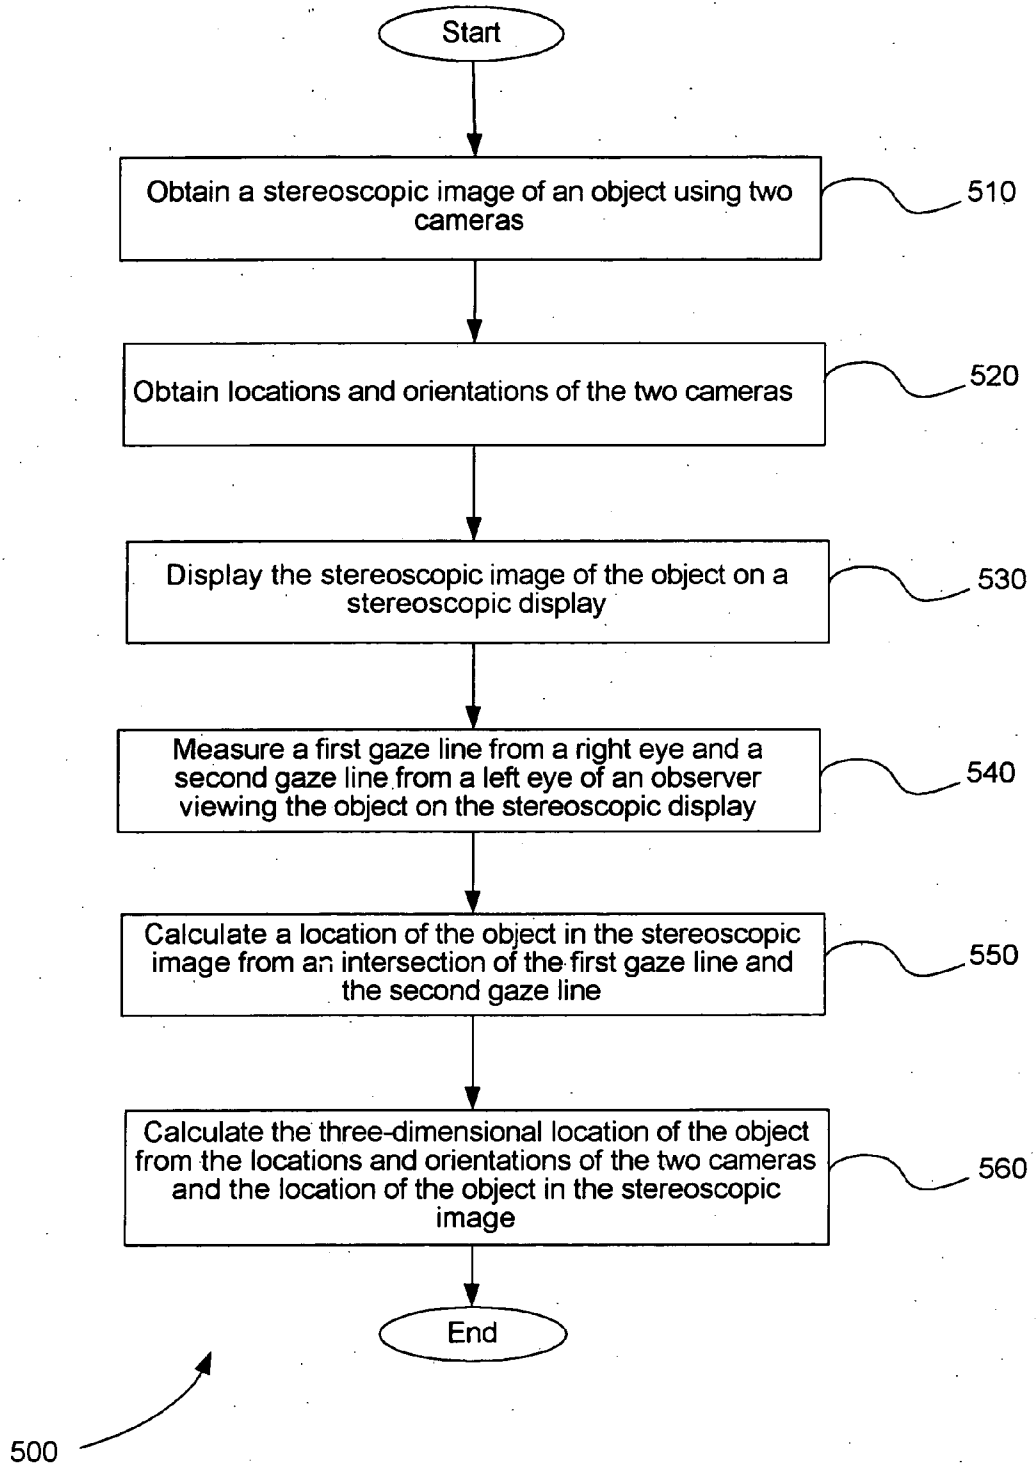 Start
Obtain a stereoscopic image of an object using two
cameras
510
Obtain locations and orientations of the two cameras
520
Display the stereoscopic image of the object on a
stereoscopic display
530
Measure a first gaze line from a right eye and a
second gaze line from a left eye of an observer
viewing the object on the stereoscopic display
540
Calculate a location of the object in the stereoscopic
image from an intersection of the first gaze line and
the second gaze line
550
Calculate the three-dimensional location of the object
from the locations and orientations of the two cameras
and the location of the object in the stereoscopic
image
560
End
500